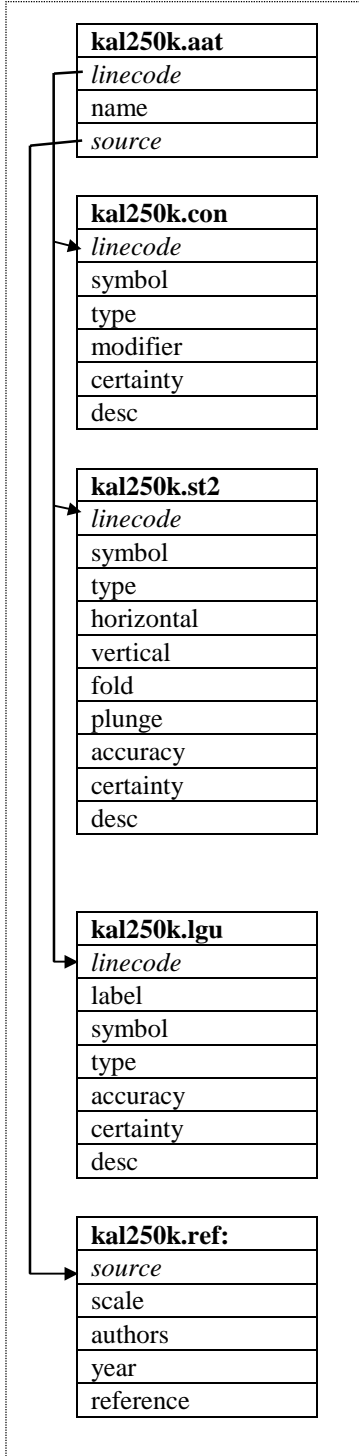 kal250k.aat
linecode
name
source
kal250k.con
linecode
symbol
type
modifier
certainty
desc
kal250k.st2
linecode
symbol
type
horizontal
vertical
fold
plunge
accuracy
certainty
desc
kal250k.lgu
linecode
label
symbol
type
accuracy
certainty
desc
kal250k.ref:
source
scale
authors
year
reference